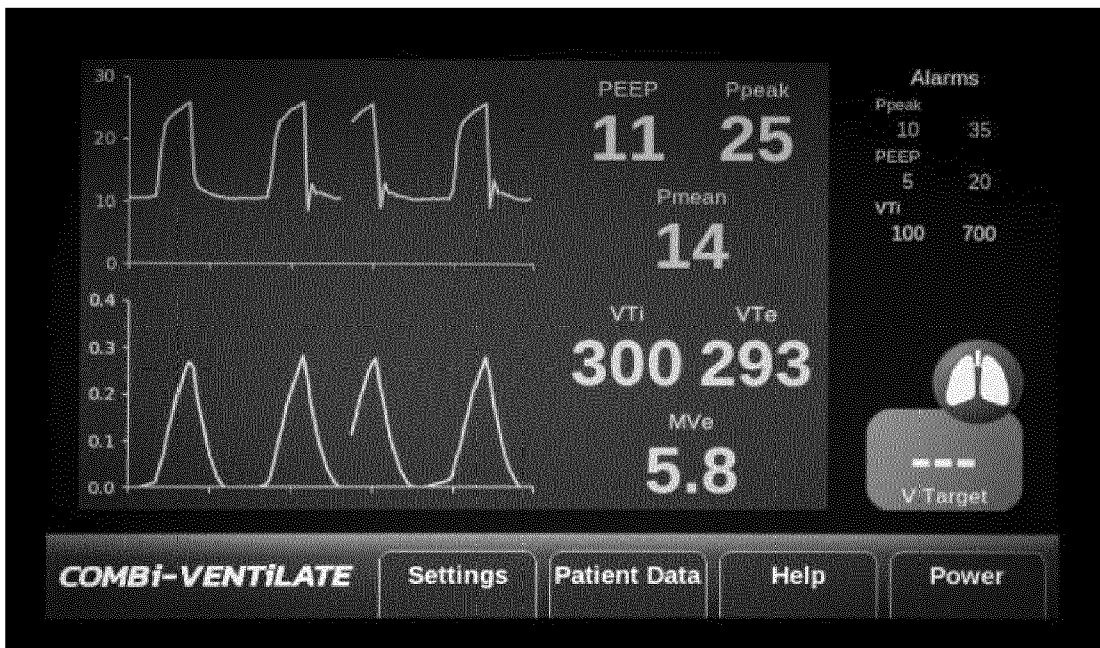 30
20
10
0
0.4
0.3
0.2
0.1
0.0
PEEP Ppeak
11 25
Pmean
14
VTi VTe
300 293
MVe
5.8
Alarms
Ppeak
10 35
PEEP
5 20
VTi
100 700
---
V Target
COMBi-VENTiLATE
Settings
Patient Data
Help
Power